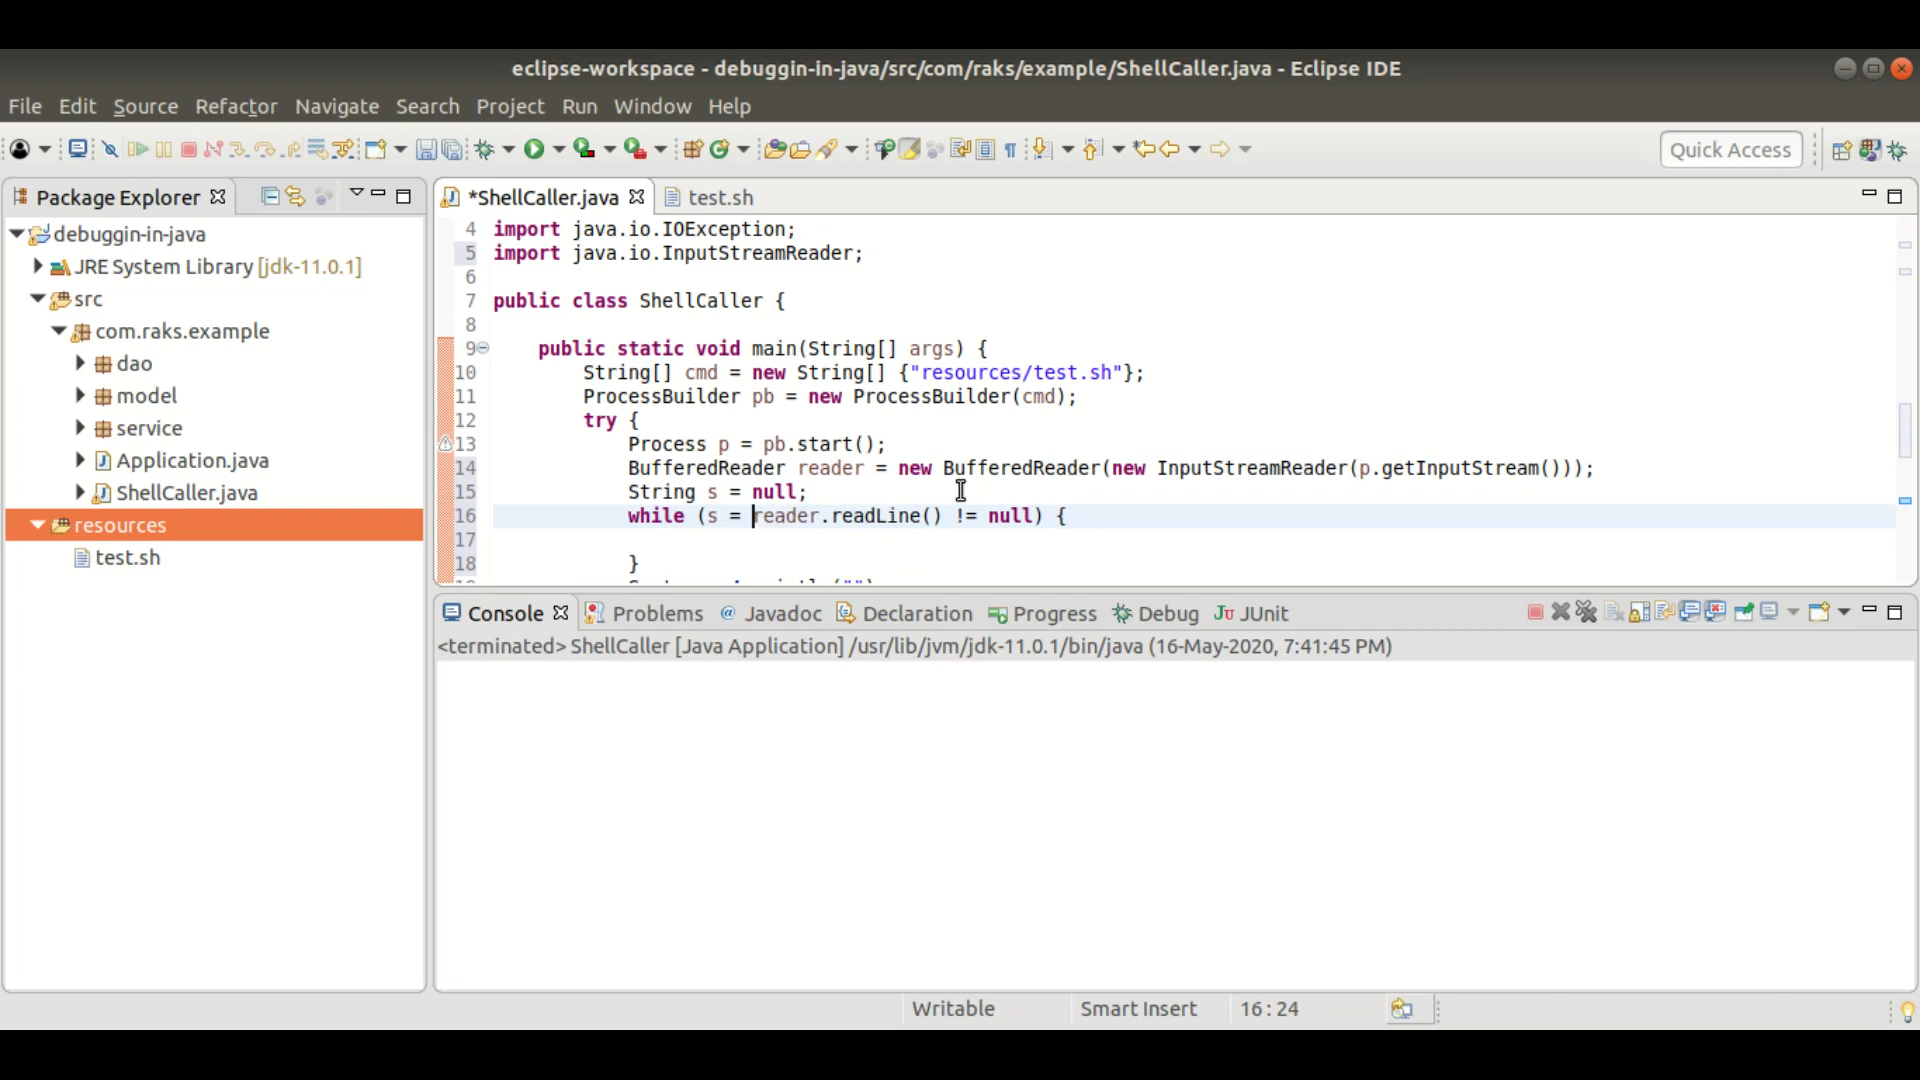 eclipse-workspace - debuggin-in-java/src/com/raks/example/ShellCaller.java - Eclipse IDE
File Edit Source Refactor Navigate Search Project Run Window Help
Quick Access
Package Explorer
debuggin-in-java
JRE System Library [jdk-11.0.1]
src
com.raks.example
dao
model
service
Application.java
ShellCaller.java
resources
test.sh
*ShellCaller.java test.sh
4 import java.io.IOException;
5 import java.io.InputStreamReader;
6
7 public class ShellCaller {
8
9 public static void main(String[] args) {
10 String[] cmd = new String[] {"resources/test.sh"};
11 ProcessBuilder pb = new ProcessBuilder(cmd);
12 try {
13 Process p = pb.start();
14 BufferedReader reader = new BufferedReader(new InputStreamReader(p.getInputStream()));
15 String s = null;
16 while (s = reader.readLine() != null) {
17
18 }
Console Problems @ Javadoc Declaration Progress Debug Ju JUnit
<terminated> ShellCaller [Java Application] /usr/lib/jvm/jdk-11.0.1/bin/java (16-May-2020, 7:41:45 PM)
Writable Smart Insert 16 : 24